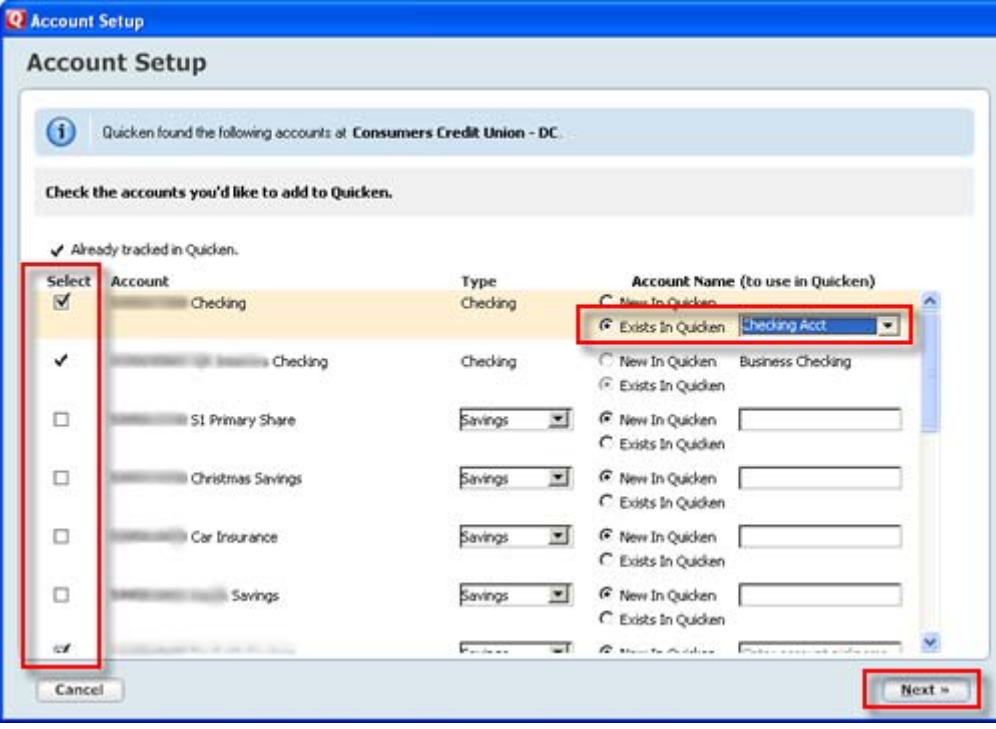 Account Setup
Account Setup
Quicken found the following accounts at Consumers Credit Union - DC.
Check the accounts you'd like to add to Quicken.
Already tracked in Quicken.
Select Account Type Account Name (to use in Quicken)
Checking Checking New In Quicken
Exists In Quicken Checking Acct
Checking Checking New In Quicken Business Checking
Exists In Quicken
S1 Primary Share Savings New In Quicken
Exists In Quicken
Christmas Savings Savings New In Quicken
Exists In Quicken
Car Insurance Savings New In Quicken
Exists In Quicken
Savings Savings New In Quicken
Exists In Quicken
Cancel Next »